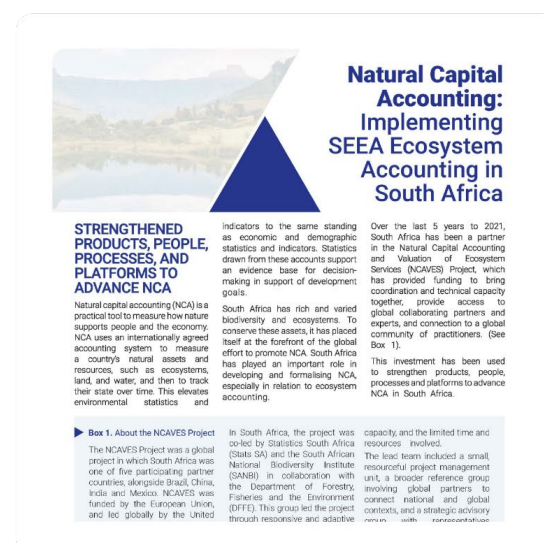 Natural Capital
Accounting:
Implementing
SEEA Ecosystem
Accounting in
South Africa
STRENGTHENED
PRODUCTS, PEOPLE,
PROCESSES, AND
PLATFORMS TO
ADVANCE NCA
Natural capital accounting (NCA) is a
practical tool to measure how nature
supports people and the economy.
NCA uses an internationally agreed
accounting system to measure
a country's natural assets and
resources, such as ecosystems,
land, and water, and then to track
their state over time. This elevates
environmental statistics and
indicators to the same standing
as economic and demographic
statistics and indicators. Statistics
drawn from these accounts support
an evidence base for decision-
making in support of development
goals.
South Africa has rich and varied
biodiversity and ecosystems. To
conserve these assets, it has placed
itself at the forefront of the global
effort to promote NCA. South Africa
has played an important role in
developing and formalising NCA,
especially in relation to ecosystem
accounting.
Over the last 5 years to 2021,
South Africa has been a partner
in the Natural Capital Accounting
and Valuation of Ecosystem
Services (NCAVES) Project, which
has provided funding to bring
coordination and technical capacity
together, provide access to
global collaborating partners and
experts, and connection to a global
community of practitioners. (See
Box 1).
This investment has been used
to strengthen products, people,
processes and platforms to advance
NCA in South Africa.
Box 1. About the NCAVES Project
The NCAVES Project was a global
project in which South Africa was
one of five participating partner
countries, alongside Brazil, China,
India and Mexico. NCAVES was
funded by the European Union,
and led globally by the United
In South Africa, the project was
co-led by Statistics South Africa
(Stats SA) and the South African
National Biodiversity Institute
(SANBI) in collaboration with
the Department of Forestry,
Fisheries and the Environment
(DFFE). This group led the project
through responsive and adaptive
capacity, and the limited time and
resources involved.
The lead team included a small,
resourceful project management
unit, a broader reference group
involving global partners to
connect national and global
contexts, and a strategic advisory
group with representatives